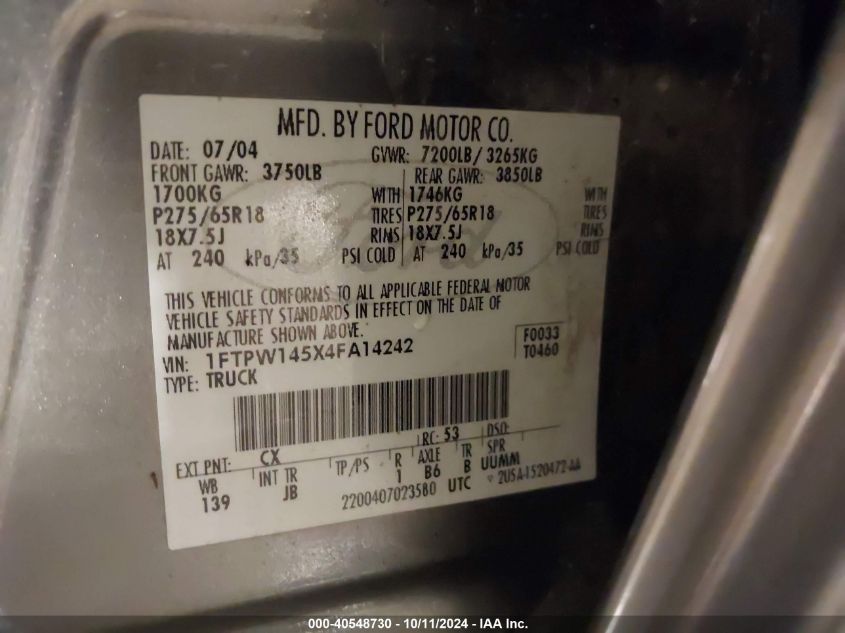 MFD. BY FORD MOTOR CO.
DATE: 07/04 GVWR: 7200LB / 3265KG
FRONT GAWR: 3750LB REAR GAWR: 3850LB
1700KG WITH 1746KG WITH
P275/65R18 TIRES P275/65R18 TIRES
18X7.5J RIMS 18X7.5J RIMS
AT 240 kPa/35 PSI COLD AT 240 kPa/35 PSI COLD
THIS VEHICLE CONFORMS TO ALL APPLICABLE FEDERAL MOTOR
VEHICLE SAFETY STANDARDS IN EFFECT ON THE DATE OF
MANUFACTURE SHOWN ABOVE.
VIN: 1FTPW145X4FA14242 F0033
TYPE: TRUCK T0460
RC: 53 DSO:
EXT PNT: CX
WB INT TR TP/PS R AXLE TR SPR
139 JB 1 B6 B UUMM
2200407023580 UTC 2U5A-1520472-AA
Ford
000-40548730 - 10/11/2024 - IAA Inc.